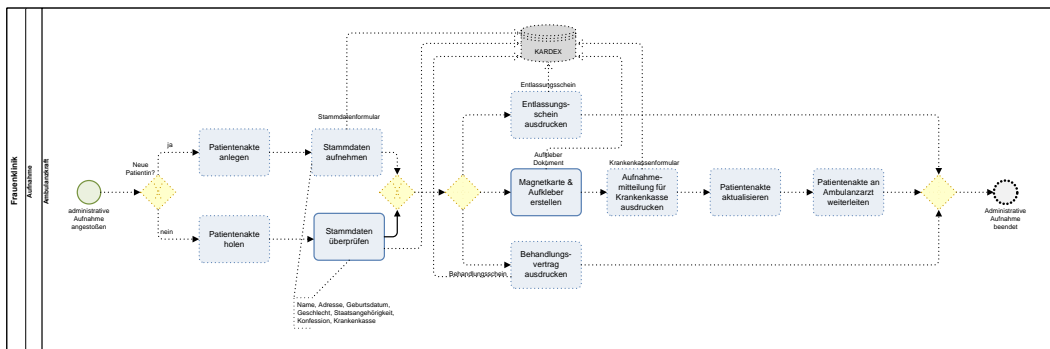 Frauenklinik
Aufnahme
Ambulanzkraft
administrative
Aufnahme
angestoßen
Neue
Patientin?
ja
nein
Patientenakte
anlegen
Patientenakte
holen
Stammdatenformular
Stammdaten
aufnehmen
Stammdaten
überprüfen
Name, Adresse, Geburtsdatum,
Geschlecht, Staatsangehörigkeit,
Konfession, Krankenkasse
KARDEX
Entlassungsschein
Entlassungs-
schein
ausdrucken
Aufkleber
Dokument
Magnetkarte &
Aufkleber
erstellen
Behandlungsschein
Behandlungs-
vertrag
ausdrucken
Krankenkassenformular
Aufnahme-
mitteilung für
Krankenkasse
ausdrucken
Patientenakte
aktualisieren
Patientenakte an
Ambulanzarzt
weiterleiten
Administrative
Aufnahme
beendet